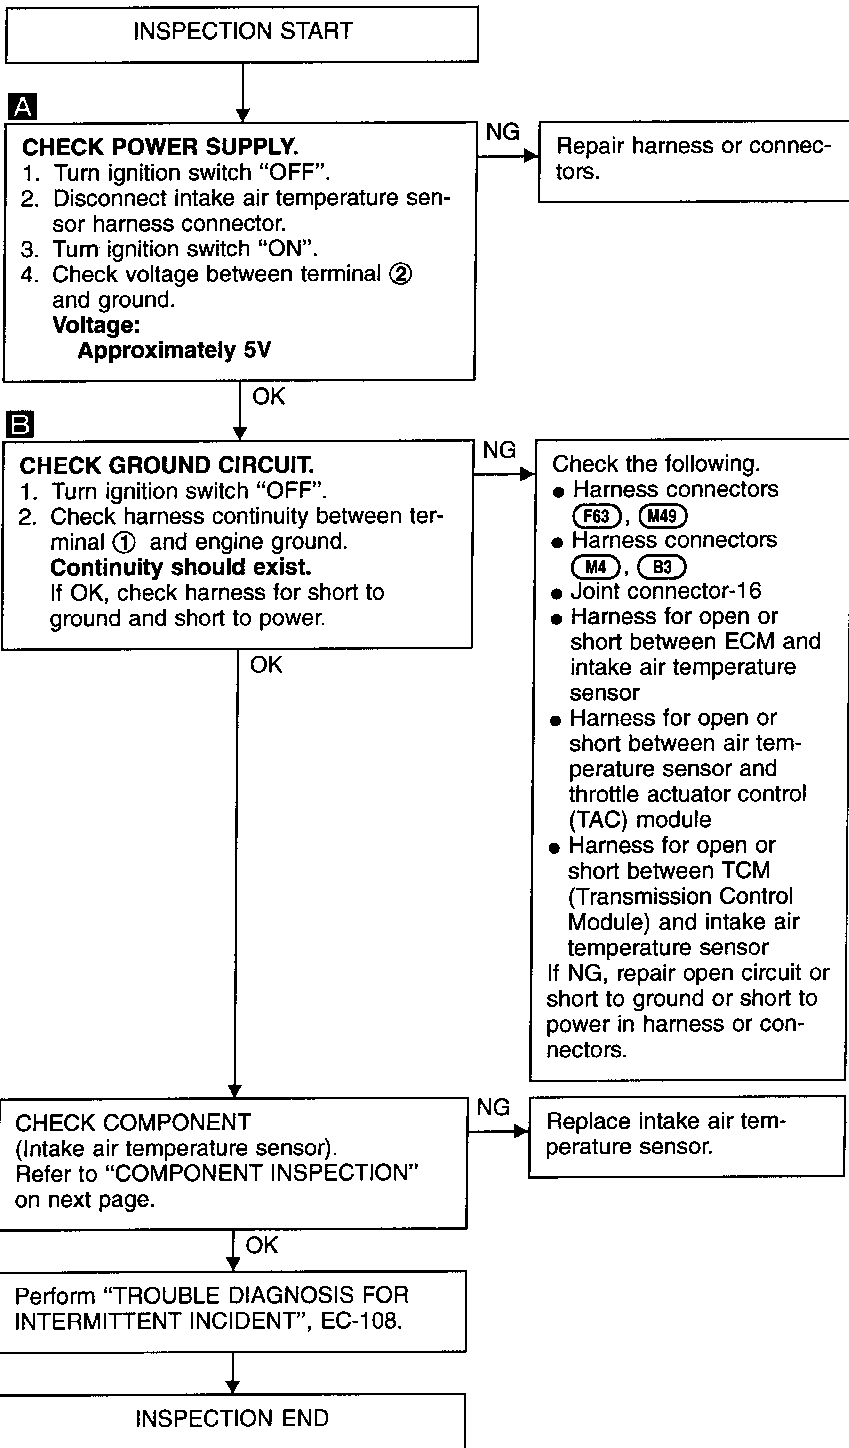 INSPECTION START
A
CHECK POWER SUPPLY.
1. Turn ignition switch “OFF”.
2. Disconnect intake air temperature sen-
sor harness connector.
3. Turn ignition switch “ON”.
4. Check voltage between terminal ②
and ground.
Voltage:
Approximately 5V
NG
Repair harness or connec-
tors.
OK
B
CHECK GROUND CIRCUIT.
1. Turn ignition switch “OFF”.
2. Check harness continuity between ter-
minal ① and engine ground.
Continuity should exist.
If OK, check harness for short to
ground and short to power.
NG
Check the following.
● Harness connectors
F63, M49
● Harness connectors
M4, B3
● Joint connector-16
● Harness for open or
short between ECM and
intake air temperature
sensor
● Harness for open or
short between air tem-
perature sensor and
throttle actuator control
(TAC) module
● Harness for open or
short between TCM
(Transmission Control
Module) and intake air
temperature sensor
If NG, repair open circuit or
short to ground or short to
power in harness or con-
nectors.
OK
CHECK COMPONENT
(Intake air temperature sensor).
Refer to “COMPONENT INSPECTION”
on next page.
NG
Replace intake air tem-
perature sensor.
OK
Perform “TROUBLE DIAGNOSIS FOR
INTERMITTENT INCIDENT”, EC-108.
INSPECTION END